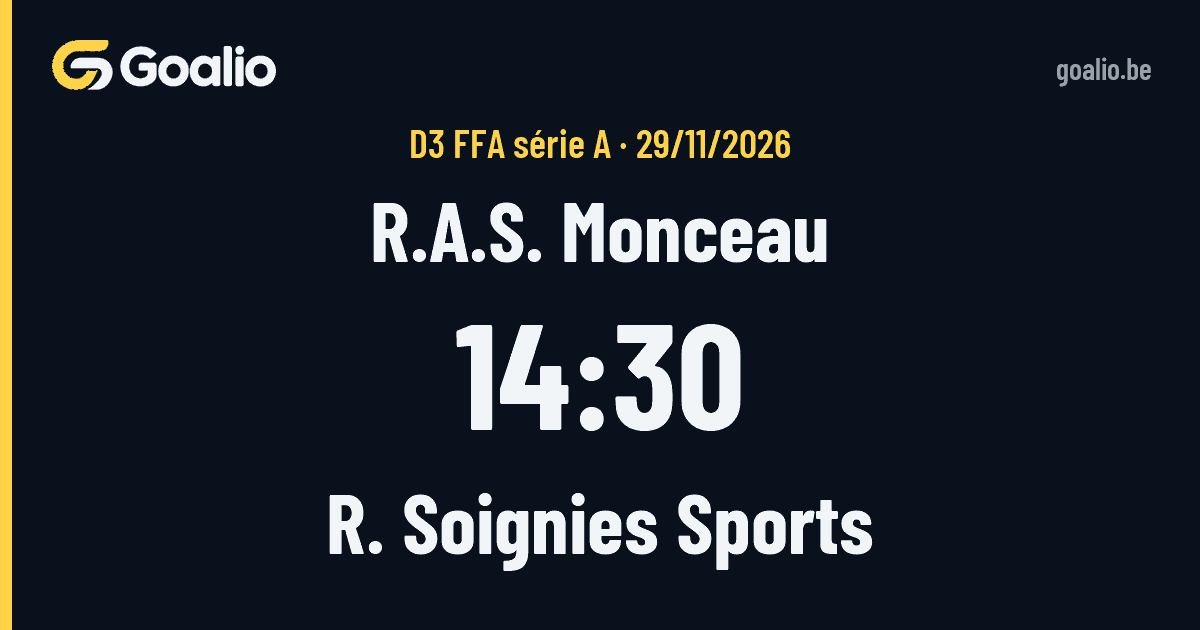 Goalio
goalio.be
D3 FFA série A · 29/11/2026
R.A.S. Monceau
14:30
R. Soignies Sports